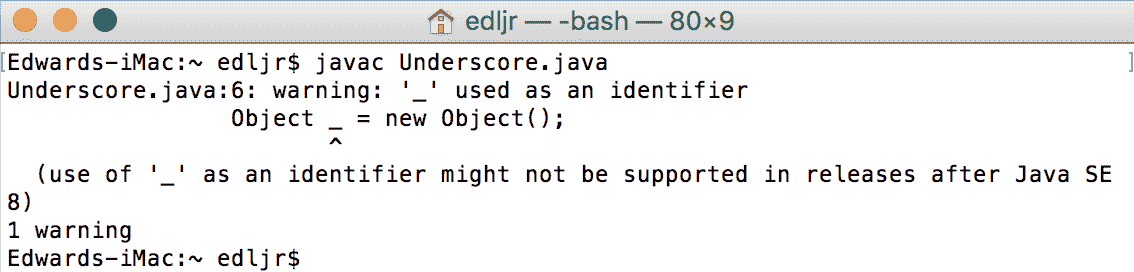 edljr — -bash — 80×9
[Edwards-iMac:~ edljr$ javac Underscore.java ]
Underscore.java:6: warning: '_' used as an identifier
                Object _ = new Object();
                       ^
  (use of '_' as an identifier might not be supported in releases after Java SE
8)
1 warning
Edwards-iMac:~ edljr$